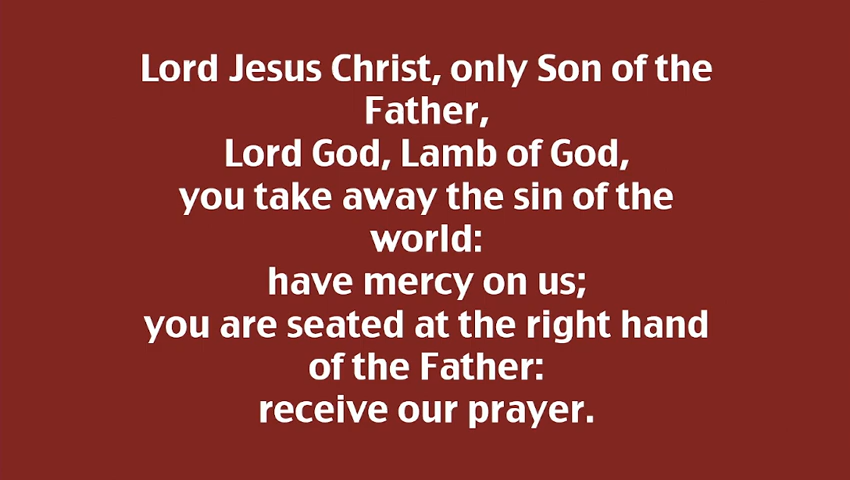 Lord Jesus Christ, only Son of the
Father,
Lord God, Lamb of God,
you take away the sin of the
world:
have mercy on us;
you are seated at the right hand
of the Father:
receive our prayer.